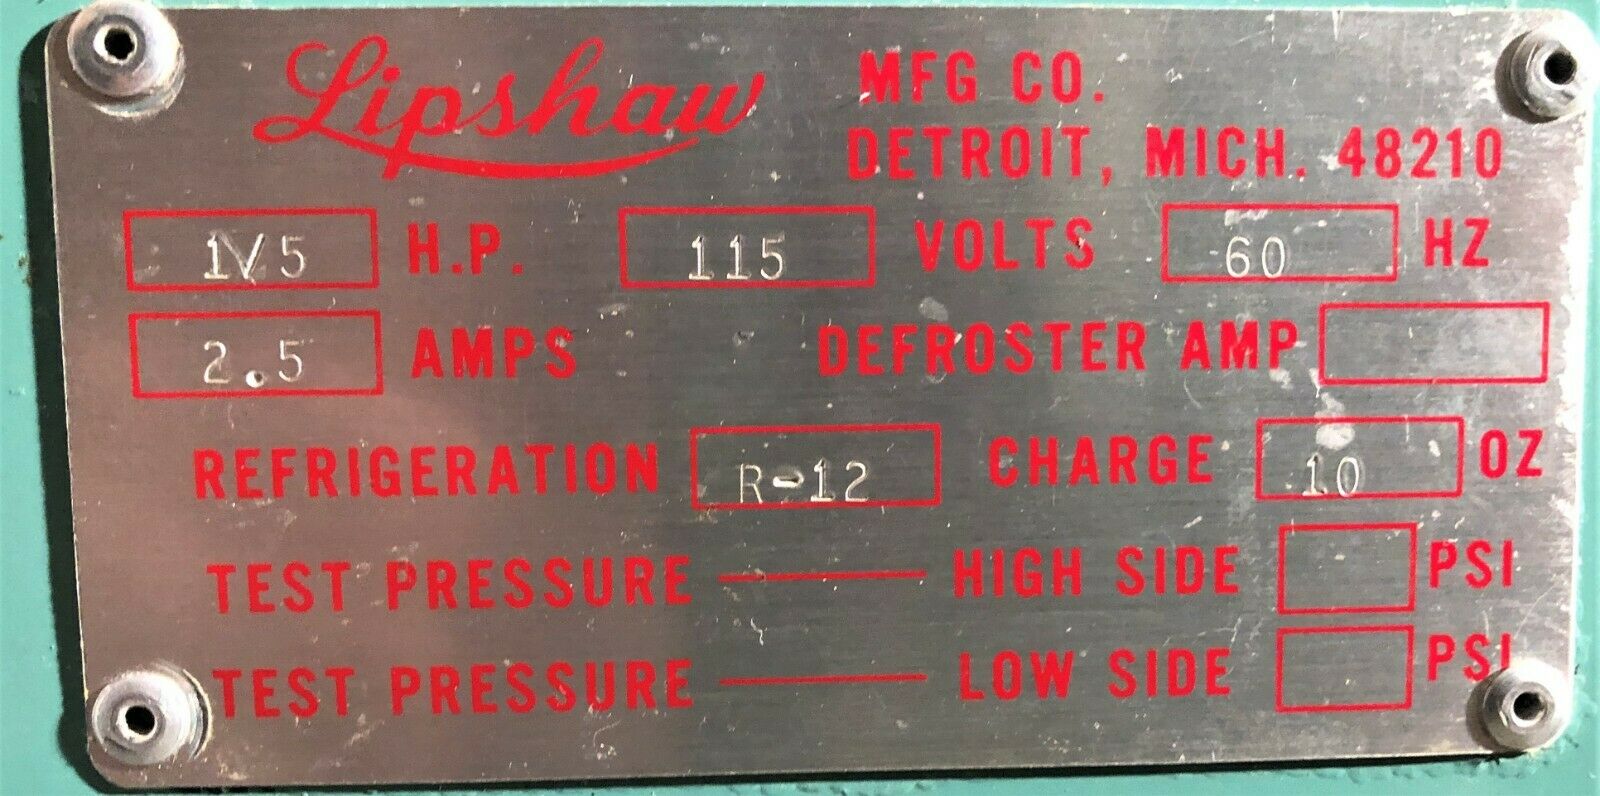 Lipshaw MFG CO.
DETROIT, MICH. 48210
1/5 H.P. 115 VOLTS 60 HZ
2.5 AMPS DEFROSTER AMP
REFRIGERATION R-12 CHARGE 10 OZ
TEST PRESSURE HIGH SIDE PSI
TEST PRESSURE LOW SIDE PSI